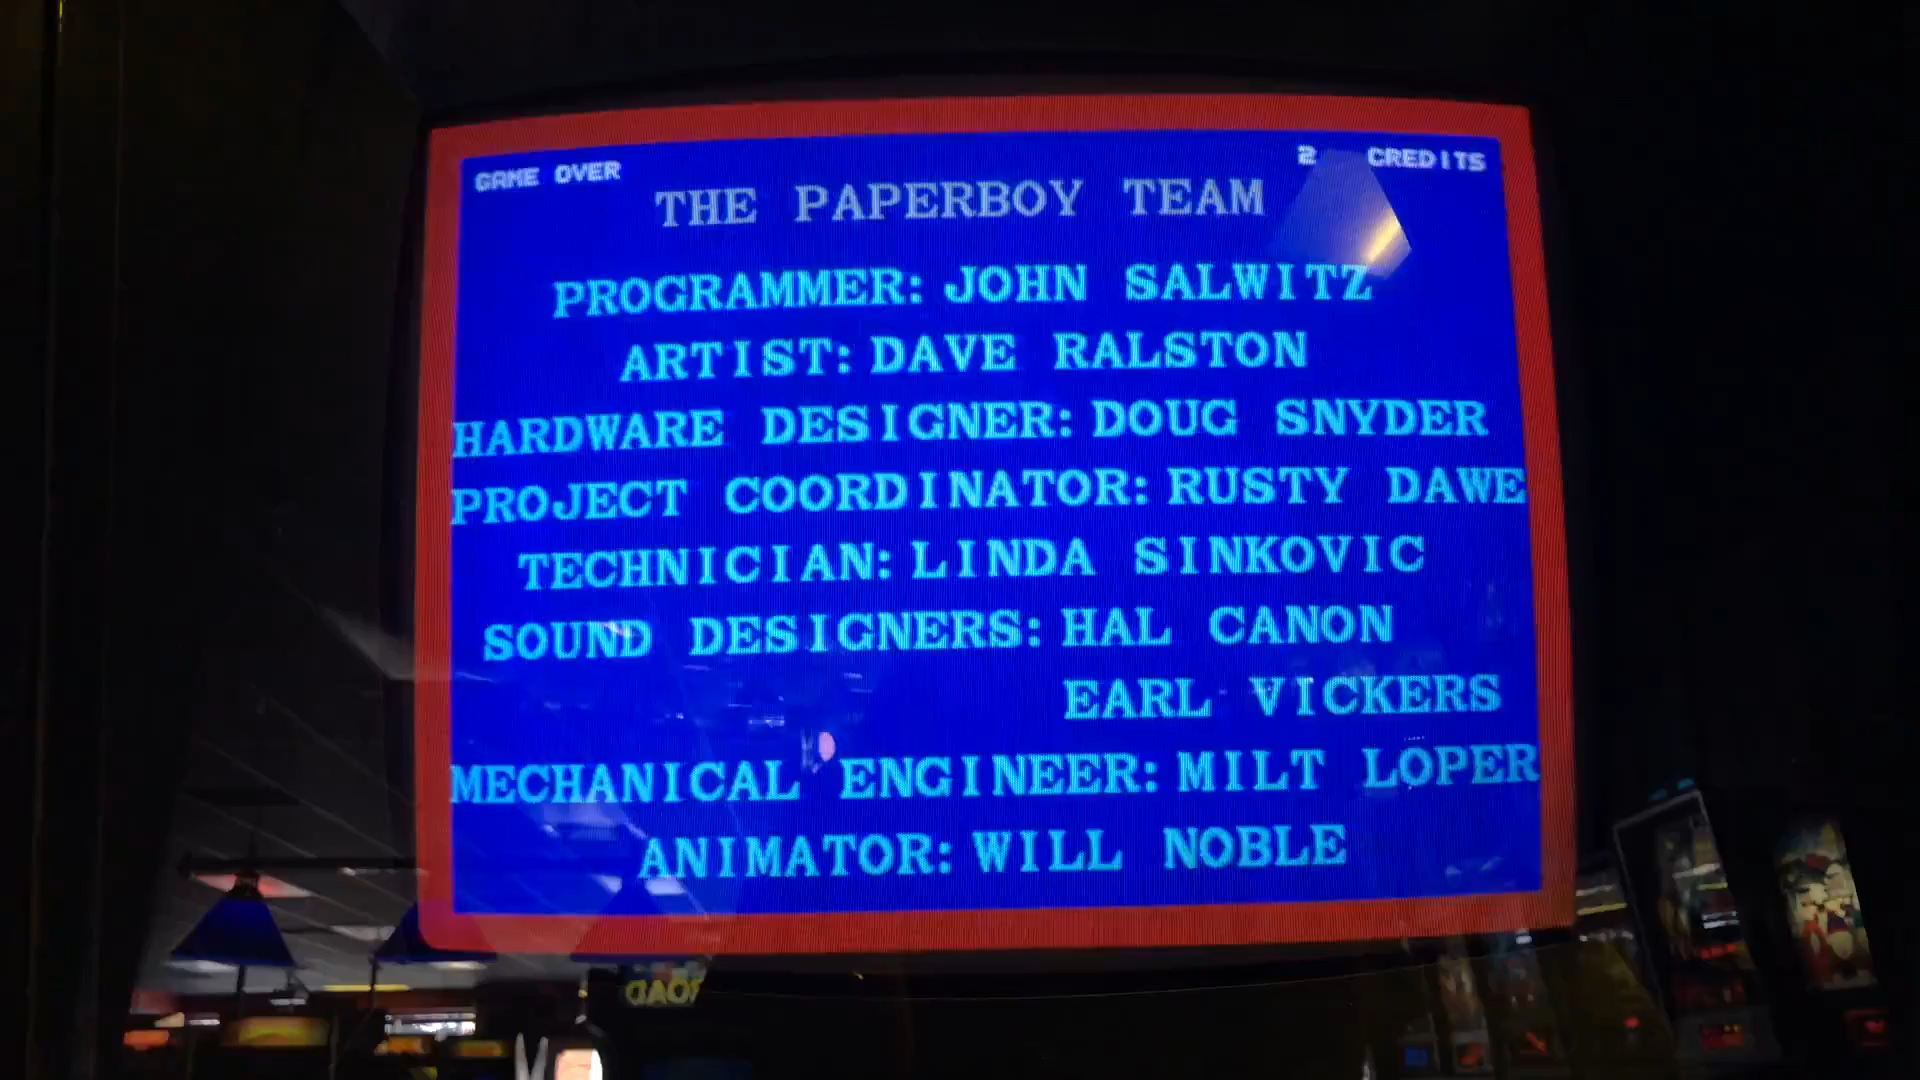 GAME OVER 2 CREDITS
THE PAPERBOY TEAM
PROGRAMMER: JOHN SALWITZ
ARTIST: DAVE RALSTON
HARDWARE DESIGNER: DOUG SNYDER
PROJECT COORDINATOR: RUSTY DAWE
TECHNICIAN: LINDA SINKOVIC
SOUND DESIGNERS: HAL CANON
EARL VICKERS
MECHANICAL ENGINEER: MILT LOPER
ANIMATOR: WILL NOBLE